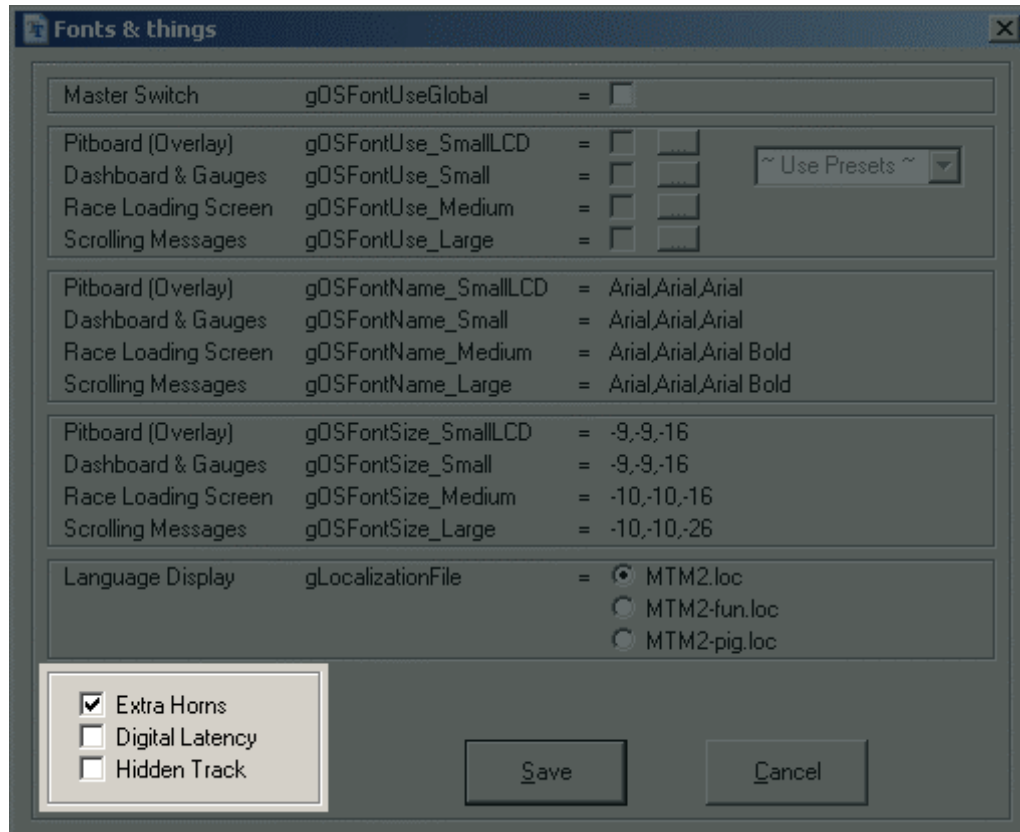 Fonts & things
Master Switch gOSFontUseGlobal =
Pitboard (Overlay) gOSFontUse_SmallLCD = ...
Dashboard & Gauges gOSFontUse_Small = ...
Race Loading Screen gOSFontUse_Medium = ...
Scrolling Messages gOSFontUse_Large = ...
~ Use Presets ~
Pitboard (Overlay) gOSFontName_SmallLCD = Arial,Arial,Arial
Dashboard & Gauges gOSFontName_Small = Arial,Arial,Arial
Race Loading Screen gOSFontName_Medium = Arial,Arial,Arial Bold
Scrolling Messages gOSFontName_Large = Arial,Arial,Arial Bold
Pitboard (Overlay) gOSFontSize_SmallLCD = -9,-9,-16
Dashboard & Gauges gOSFontSize_Small = -9,-9,-16
Race Loading Screen gOSFontSize_Medium = -10,-10,-16
Scrolling Messages gOSFontSize_Large = -10,-10,-26
Language Display gLocalizationFile = MTM2.loc
MTM2-fun.loc
MTM2-pig.loc
Extra Horns
Digital Latency
Hidden Track
Save Cancel